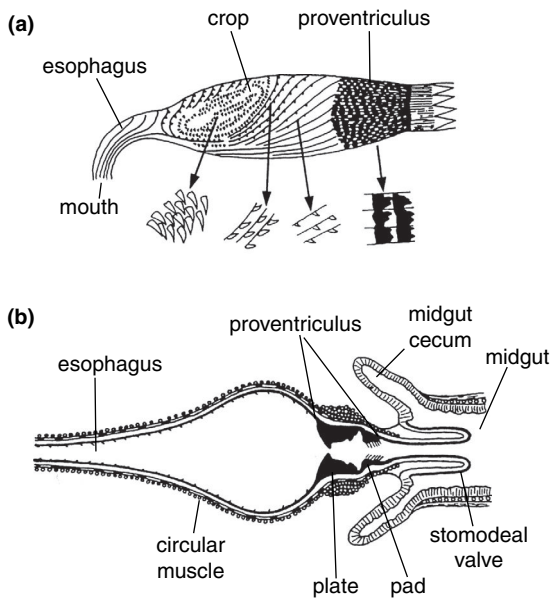 (a)
crop
proventriculus
esophagus
mouth
(b)
proventriculus
midgut
cecum
midgut
esophagus
circular
muscle
plate
pad
stomodeal
valve